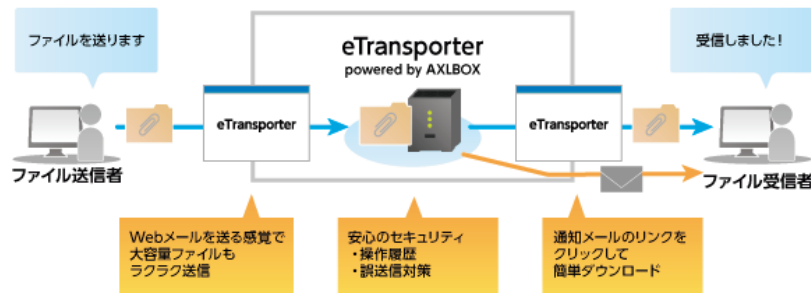 ファイルを送ります
eTransporter
powered by AXLBOX
受信しました!
eTransporter
eTransporter
ファイル送信者
ファイル受信者
Webメールを送る感覚で
大容量ファイルも
ラクラク送信
安心のセキュリティ
・操作履歴
・誤送信対策
通知メールのリンクを
クリックして
簡単ダウンロード